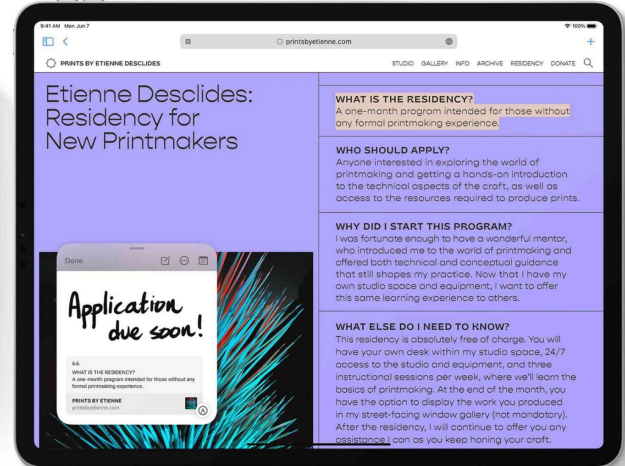 9:41 AM Mon Jun 7
100%
printsbyetienne.com
PRINTS BY ETIENNE DESCLIDES
STUDIO GALLERY INFO ARCHIVE RESIDENCY DONATE
Etienne Desclides:
Residency for
New Printmakers
Done
Application
due soon!
WHAT IS THE RESIDENCY?
A one-month program intended for those without any
formal printmaking experience.
PRINTS BY ETIENNE
printsbyetienne.com
WHAT IS THE RESIDENCY?
A one-month program intended for those without
any formal printmaking experience.
WHO SHOULD APPLY?
Anyone interested in exploring the world of
printmaking and getting a hands-on introduction
to the technical aspects of the craft, as well as
access to the resources required to produce prints.
WHY DID I START THIS PROGRAM?
I was fortunate enough to have a wonderful mentor,
who introduced me to the world of printmaking and
offered both technical and conceptual guidance
that still shapes my practice. Now that I have my
own studio space and equipment, I want to offer
this same learning experience to others.
WHAT ELSE DO I NEED TO KNOW?
This residency is absolutely free of charge. You will
have your own desk within my studio space, 24/7
access to the studio and equipment, and three
instructional sessions per week, where we'll learn the
basics of printmaking. At the end of the month, you
have the option to display the work you produced
in my street-facing window gallery (not mandatory).
After the residency, I will continue to offer you any
assistance I can as you keep honing your craft.